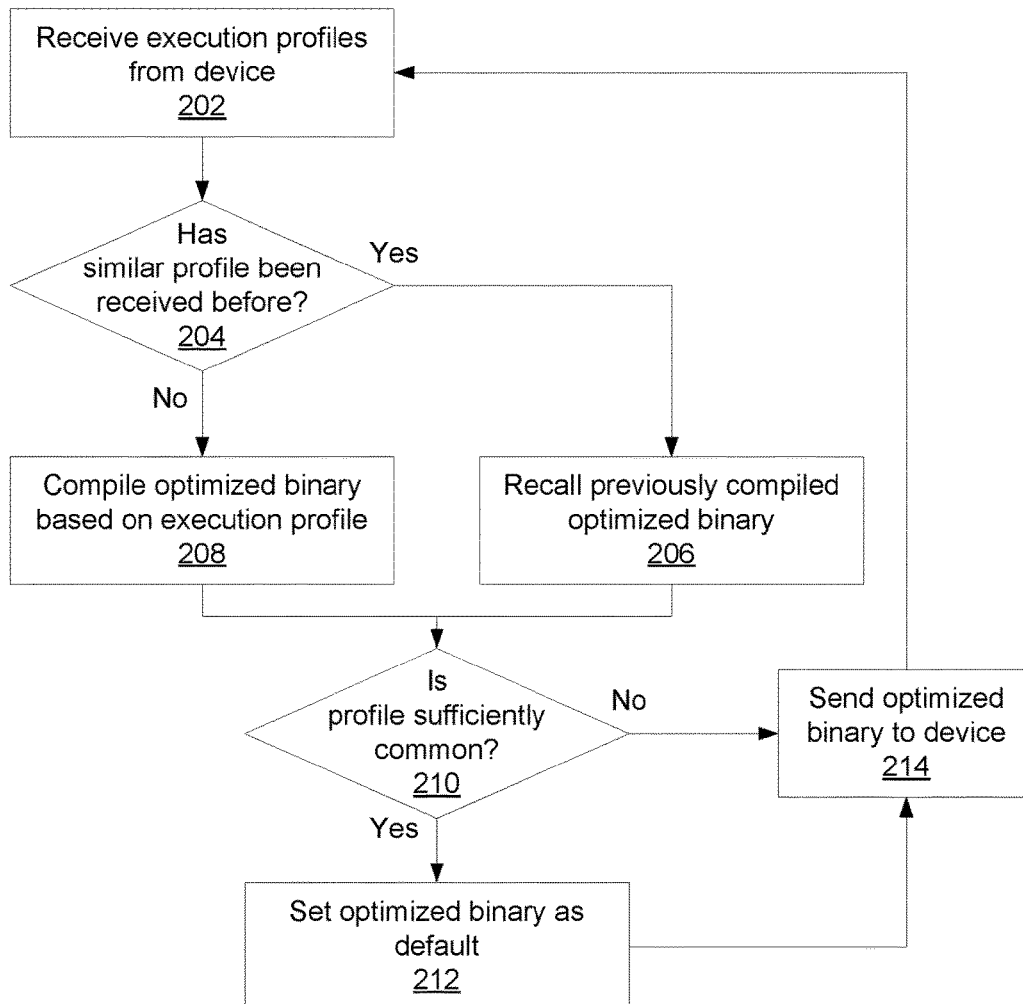 Receive execution profiles
from device
202
Has
similar profile been
received before?
204
Yes
No
Compile optimized binary
based on execution profile
208
Recall previously compiled
optimized binary
206
Is
profile sufficiently
common?
210
No
Yes
Send optimized
binary to device
214
Set optimized binary as
default
212